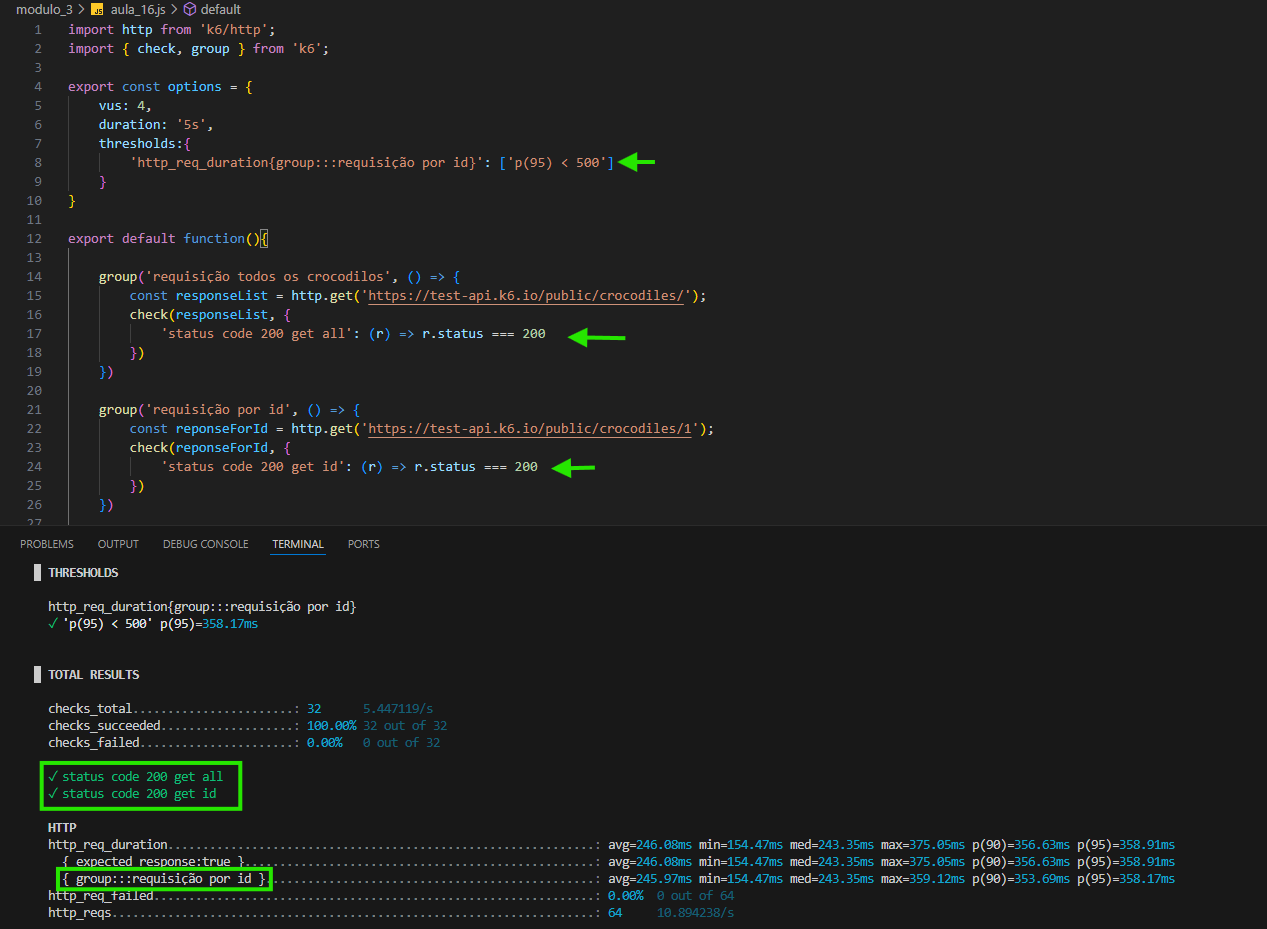 modulo_3 > JS aula_16.js > default
1 import http from 'k6/http';
2 import { check, group } from 'k6';
3
4 export const options = {
5 vus: 4,
6 duration: '5s',
7 thresholds:{
8 'http_req_duration{group:::requisição por id}': ['p(95) < 500']
9 }
10 }
11
12 export default function(){
13
14 group('requisição todos os crocodilos', () => {
15 const responseList = http.get('https://test-api.k6.io/public/crocodiles/');
16 check(responseList, {
17 'status code 200 get all': (r) => r.status === 200
18 })
19 })
20
21 group('requisição por id', () => {
22 const reponseForId = http.get('https://test-api.k6.io/public/crocodiles/1');
23 check(reponseForId, {
24 'status code 200 get id': (r) => r.status === 200
25 })
26 })
27
PROBLEMS OUTPUT DEBUG CONSOLE TERMINAL PORTS
THRESHOLDS
http_req_duration{group:::requisição por id}
✓ 'p(95) < 500' p(95)=358.17ms
TOTAL RESULTS
checks_total.......................: 32 5.447119/s
checks_succeeded...................: 100.00% 32 out of 32
checks_failed......................: 0.00% 0 out of 32
✓ status code 200 get all
✓ status code 200 get id
HTTP
http_req_duration.............................................................: avg=246.08ms min=154.47ms med=243.35ms max=375.05ms p(90)=356.63ms p(95)=358.91ms
{ expected_response:true }..................................................: avg=246.08ms min=154.47ms med=243.35ms max=375.05ms p(90)=356.63ms p(95)=358.91ms
{ group:::requisição por id }...............................................: avg=245.97ms min=154.47ms med=243.35ms max=359.12ms p(90)=353.69ms p(95)=358.17ms
http_req_failed...............................................................: 0.00% 0 out of 64
http_reqs.....................................................................: 64 10.894238/s